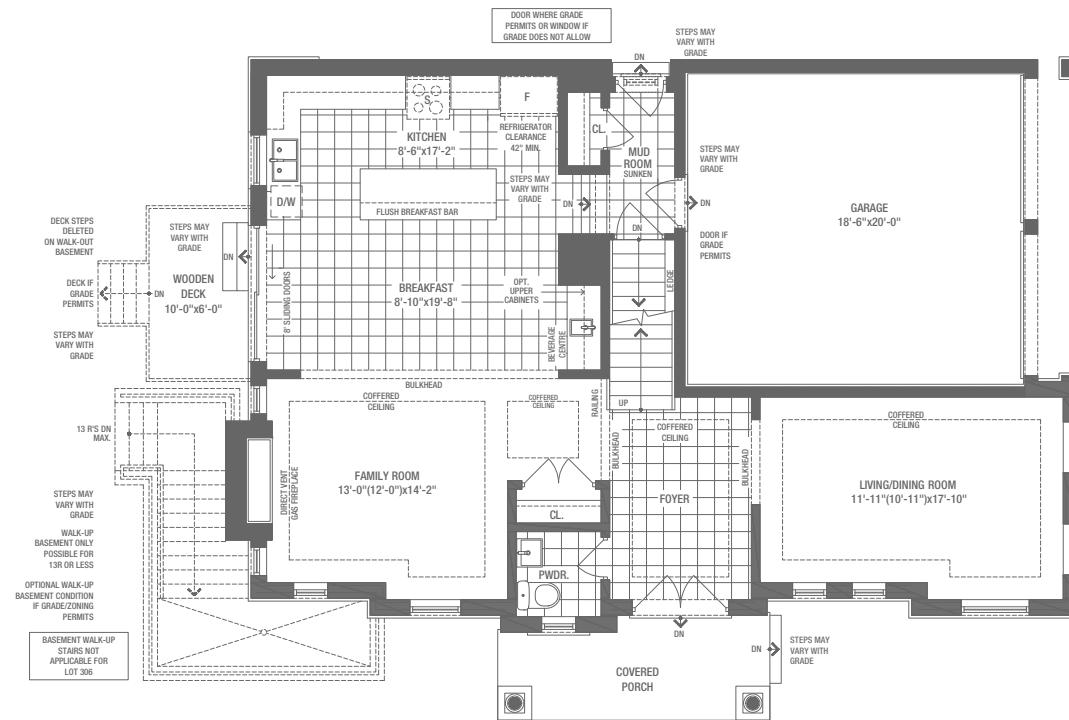 DOOR WHERE GRADE
PERMITS OR WINDOW IF
GRADE DOES NOT ALLOW
STEPS MAY
VARY WITH
GRADE
DN
S
F
REFRIGERATOR
CLEARANCE
42" MIN.
KITCHEN
8'-6"x17'-2"
CL.
MUD
ROOM
SUNKEN
STEPS MAY
VARY WITH
GRADE
DN
STEPS MAY
VARY WITH
GRADE
DN
DOOR IF
GRADE
PERMITS
GARAGE
18'-6"x20'-0"
D/W
FLUSH BREAKFAST BAR
DN
LEDGE
DECK STEPS
DELETED
ON WALK-OUT
BASEMENT
STEPS MAY
VARY WITH
GRADE
DN
DECK IF
GRADE
PERMITS
DN
WOODEN
DECK
10'-0"x6'-0"
STEPS MAY
VARY WITH
GRADE
8' SLIDING DOORS
BREAKFAST
8'-10"x19'-8"
OPT.
UPPER
CABINETS
BEVERAGE
CENTRE
UP
BULKHEAD
COFFERED
CEILING
COFFERED
CEILING
RAILING
BULKHEAD
COFFERED
CEILING
BULKHEAD
COFFERED
CEILING
13 R'S DN
MAX.
DIRECT VENT
GAS FIREPLACE
FAMILY ROOM
13'-0"(12'-0")x14'-2"
CL.
FOYER
LIVING/DINING ROOM
11'-11"(10'-11")x17'-10"
STEPS MAY
VARY WITH
GRADE
WALK-UP
BASEMENT ONLY
POSSIBLE FOR
13R OR LESS
OPTIONAL WALK-UP
BASEMENT CONDITION
IF GRADE/ZONING
PERMITS
BASEMENT WALK-UP
STAIRS NOT
APPLICABLE FOR
LOT 306
PWDR.
DN
COVERED
PORCH
DN
STEPS MAY
VARY WITH
GRADE